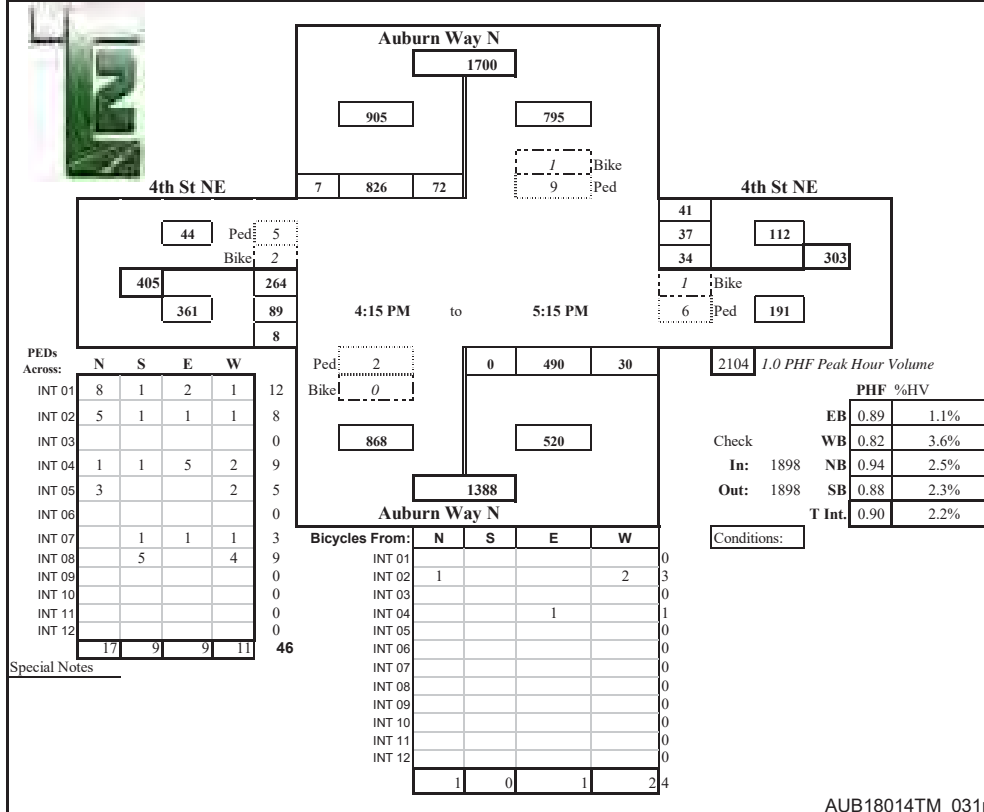 Auburn Way N
1700
905 795
1 Bike
9 Ped
7 826 72
4th St NE 4th St NE
41
44 Ped 5 37 112
Bike 2 34 303
405 264 1 Bike
361 89 4:15 PM to 5:15 PM 6 Ped 191
8
PEDs
Across: N S E W
INT 01 8 1 2 1 12
INT 02 5 1 1 1 8
INT 03 0
INT 04 1 1 5 2 9
INT 05 3 2 5
INT 06 0
INT 07 1 1 1 3
INT 08 5 4 9
INT 09 0
INT 10 0
INT 11 0
INT 12 0
17 9 9 11 46
Special Notes
Ped 2 0 490 30
Bike 0
868 520
1388
Auburn Way N
2104 1.0 PHF Peak Hour Volume
PHF %HV
EB 0.89 1.1%
Check WB 0.82 3.6%
In: 1898 NB 0.94 2.5%
Out: 1898 SB 0.88 2.3%
T Int. 0.90 2.2%
Conditions:
Bicycles From: N S E W
INT 01 0
INT 02 1 2 3
INT 03 0
INT 04 1 1
INT 05 0
INT 06 0
INT 07 0
INT 08 0
INT 09 0
INT 10 0
INT 11 0
INT 12 0
1 0 1 2 4